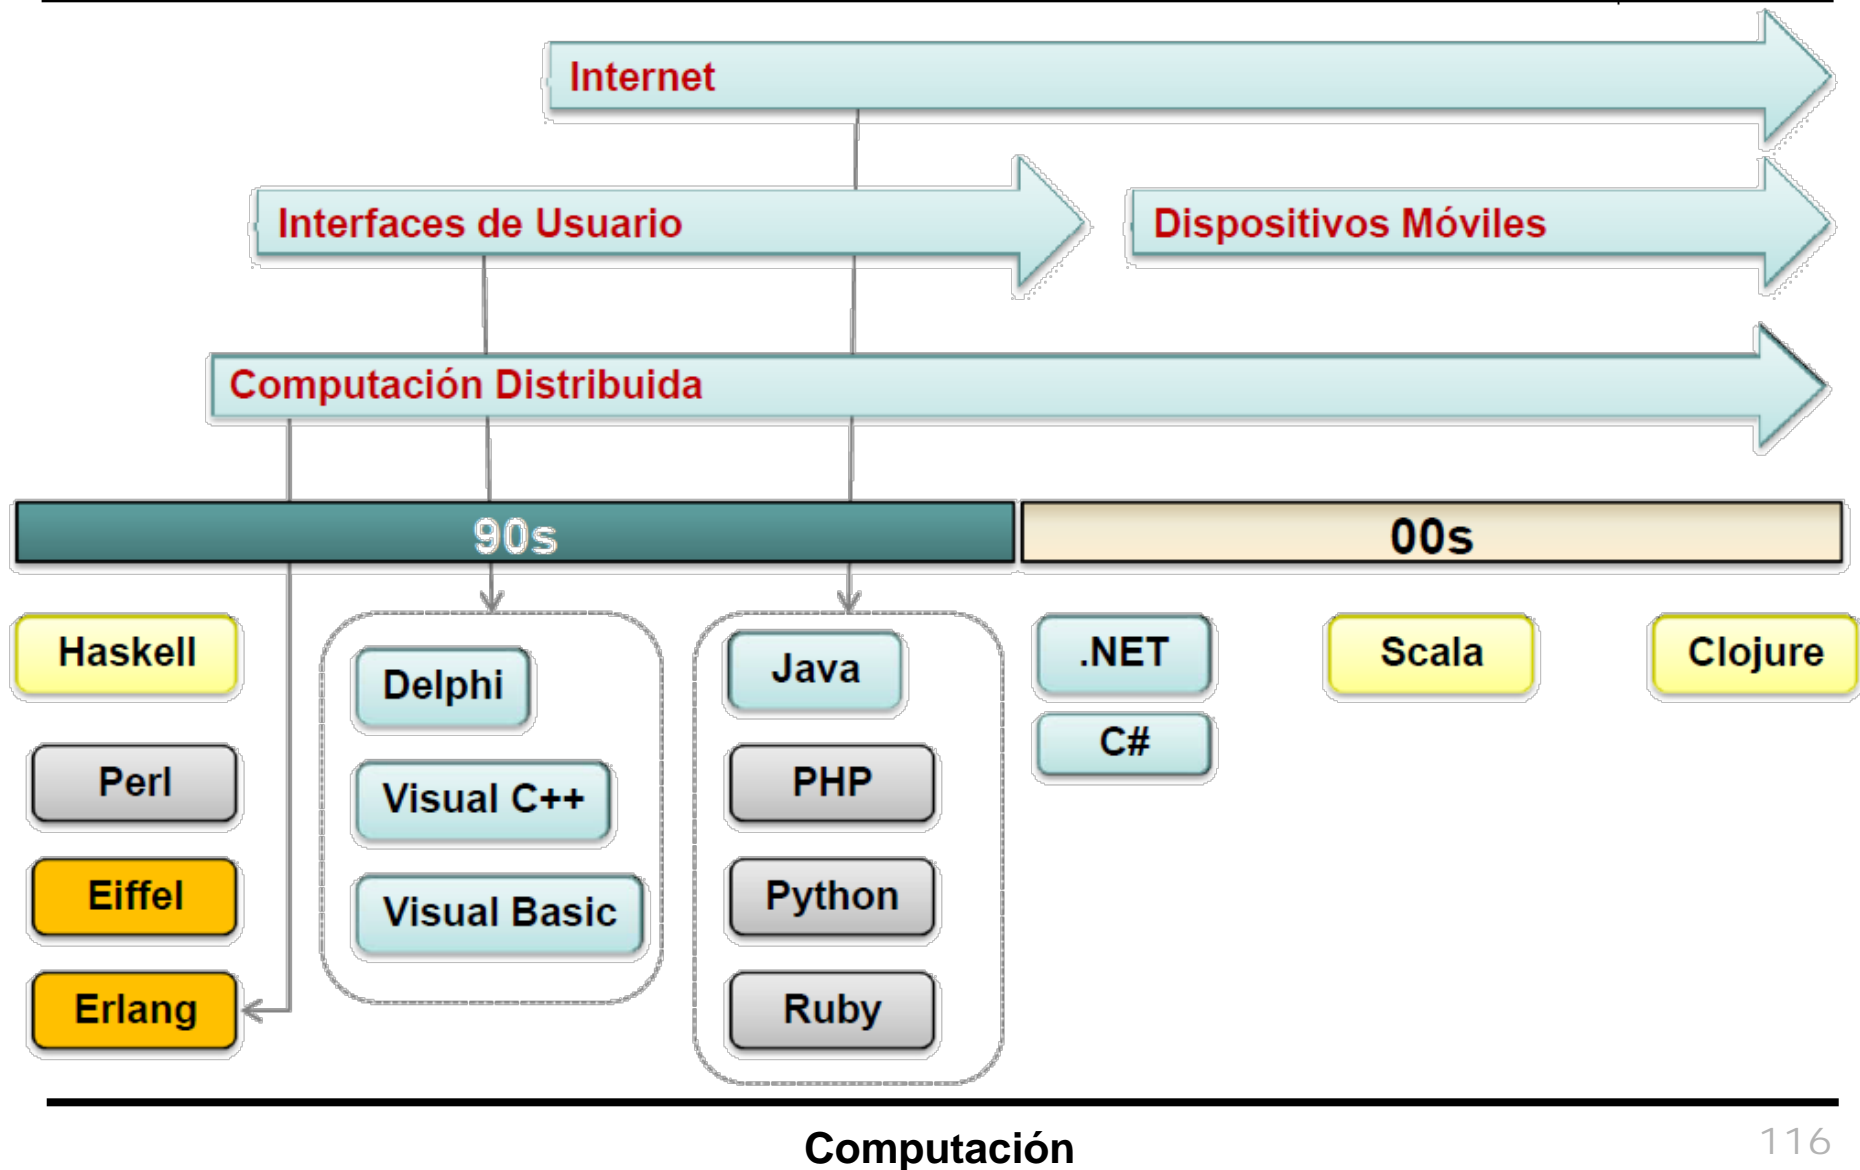 Internet
Interfaces de Usuario
Dispositivos Móviles
Computación Distribuida
90s
00s
Haskell
Perl
Eiffel
Erlang
Delphi
Visual C++
Visual Basic
Java
PHP
Python
Ruby
.NET
C#
Scala
Clojure
Computación
116